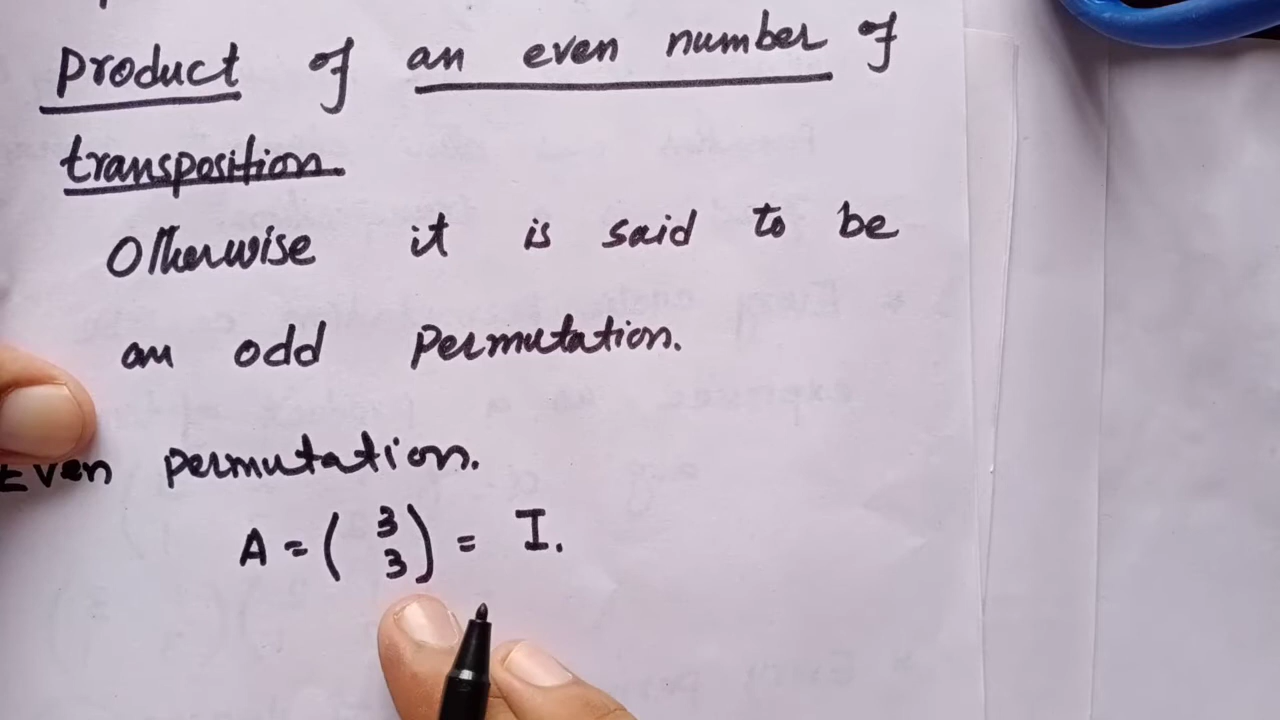 Product of an even number of
transposition.
Otherwise it is said to be
an odd Permutation.
Even permutation.
A = ( 3 3 ) = I.